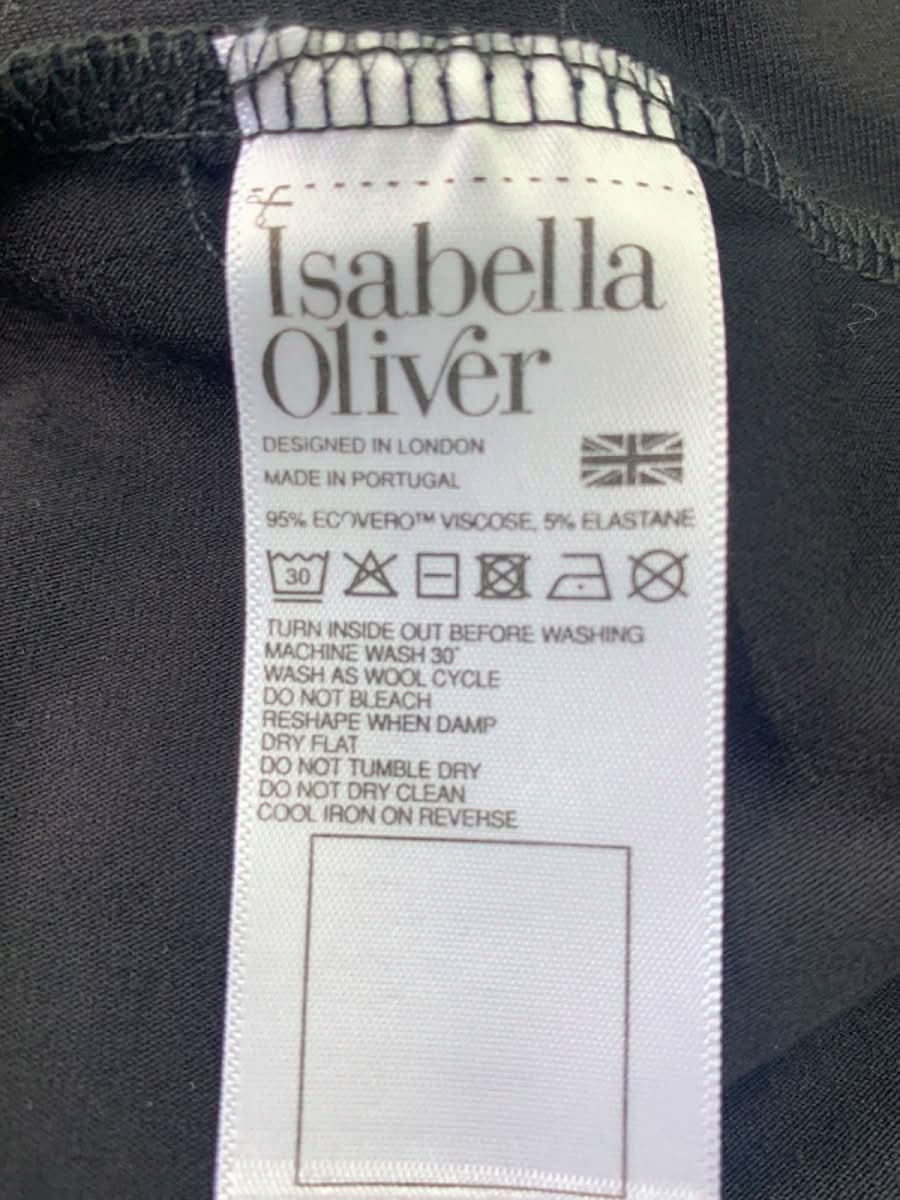 Isabella
Oliver
DESIGNED IN LONDON
MADE IN PORTUGAL
95% ECOVERO™ VISCOSE, 5% ELASTANE
30
TURN INSIDE OUT BEFORE WASHING
MACHINE WASH 30°
WASH AS WOOL CYCLE
DO NOT BLEACH
RESHAPE WHEN DAMP
DRY FLAT
DO NOT TUMBLE DRY
DO NOT DRY CLEAN
COOL IRON ON REVERSE